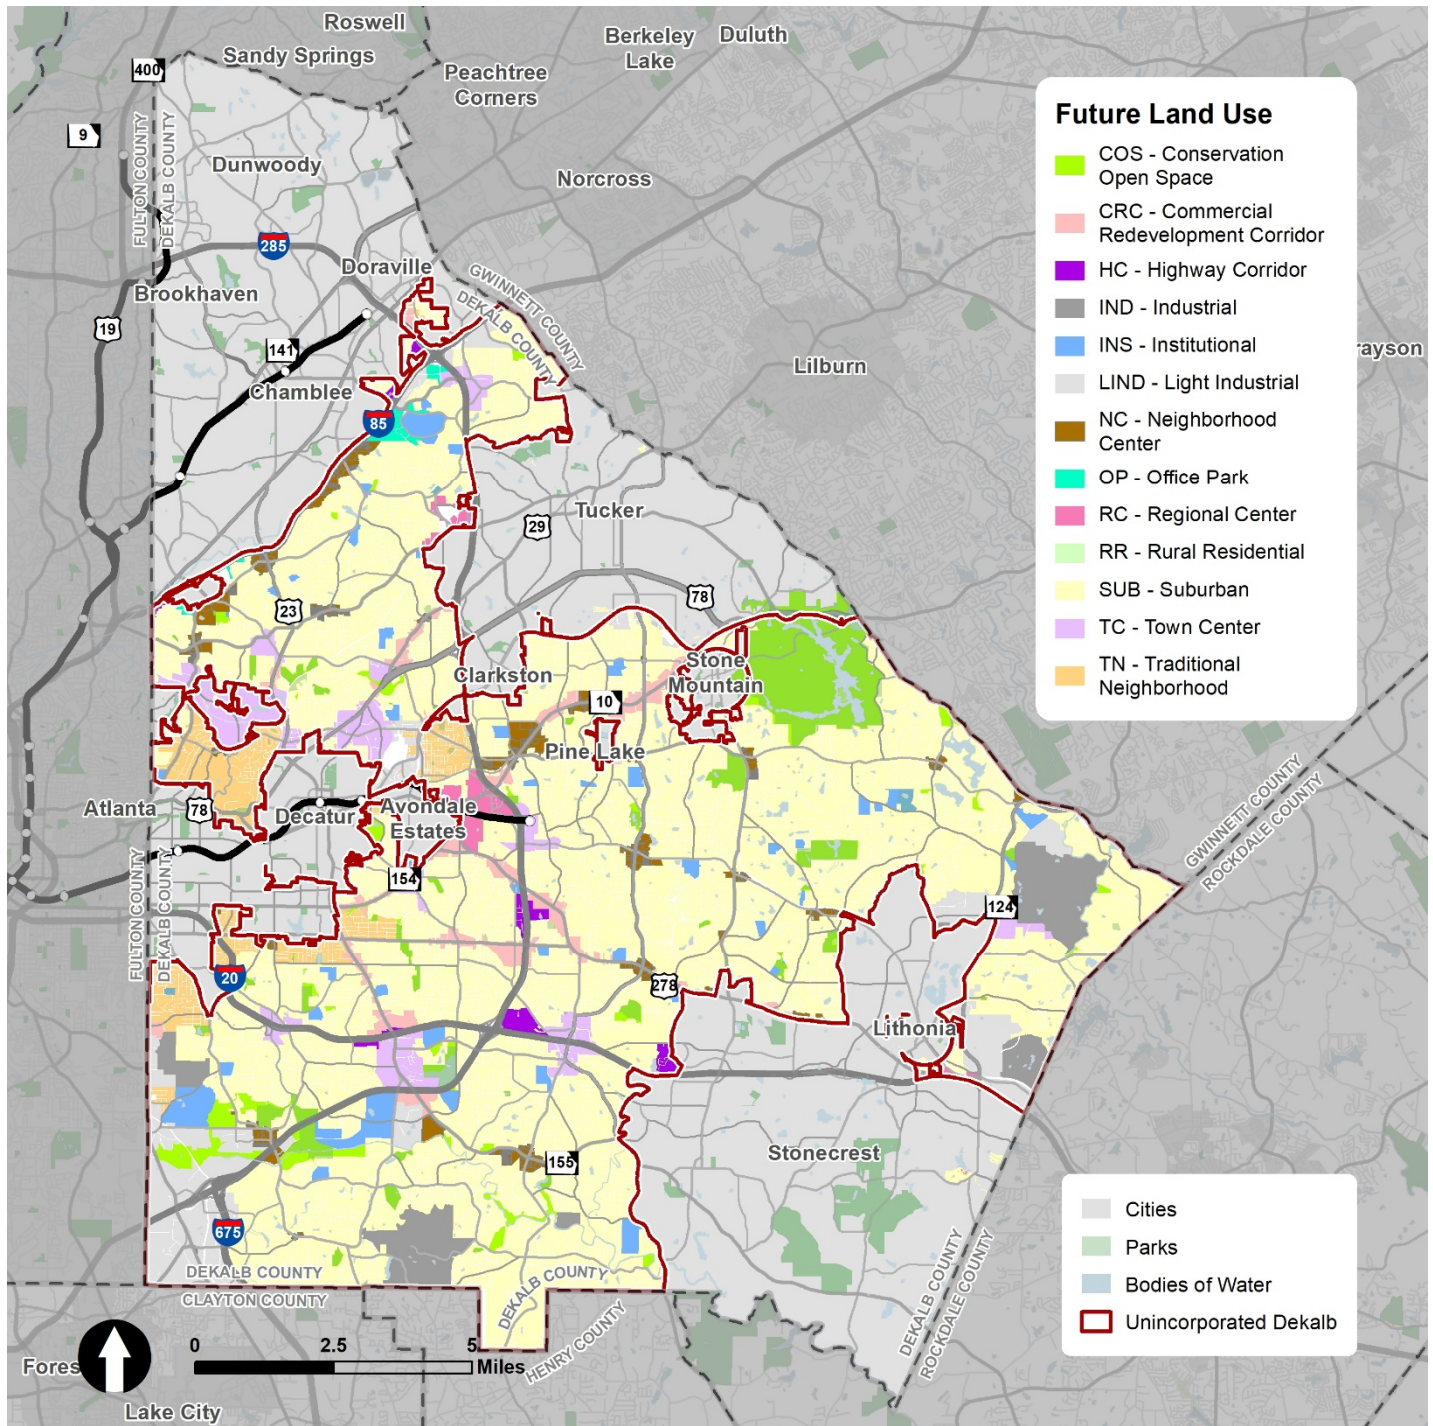 Roswell
Sandy Springs
Berkeley
Lake
Duluth
Peachtree
Corners
400
9
Dunwoody
Norcross
FULTON COUNTY
DEKALB COUNTY
285
Doraville
GWINNETT COUNTY
DEKALB COUNTY
Brookhaven
19
141
Chamblee
Lilburn
rayson
85
Tucker
29
23
78
Clarkston
Stone
Mountain
10
Pine Lake
Atlanta
78
Decatur
Avondale
Estates
154
124
GWINNETT COUNTY
ROCKDALE COUNTY
FULTON COUNTY
DEKALB COUNTY
20
278
Lithonia
Stonecrest
155
675
DEKALB COUNTY
CLAYTON COUNTY
DEKALB COUNTY
HENRY COUNTY
DEKALB COUNTY
ROCKDALE COUNTY
0
2.5
5
Miles
Fores
Lake City
Future Land Use
COS - Conservation
Open Space
CRC - Commercial
Redevelopment Corridor
HC - Highway Corridor
IND - Industrial
INS - Institutional
LIND - Light Industrial
NC - Neighborhood
Center
OP - Office Park
RC - Regional Center
RR - Rural Residential
SUB - Suburban
TC - Town Center
TN - Traditional
Neighborhood
Cities
Parks
Bodies of Water
Unincorporated Dekalb